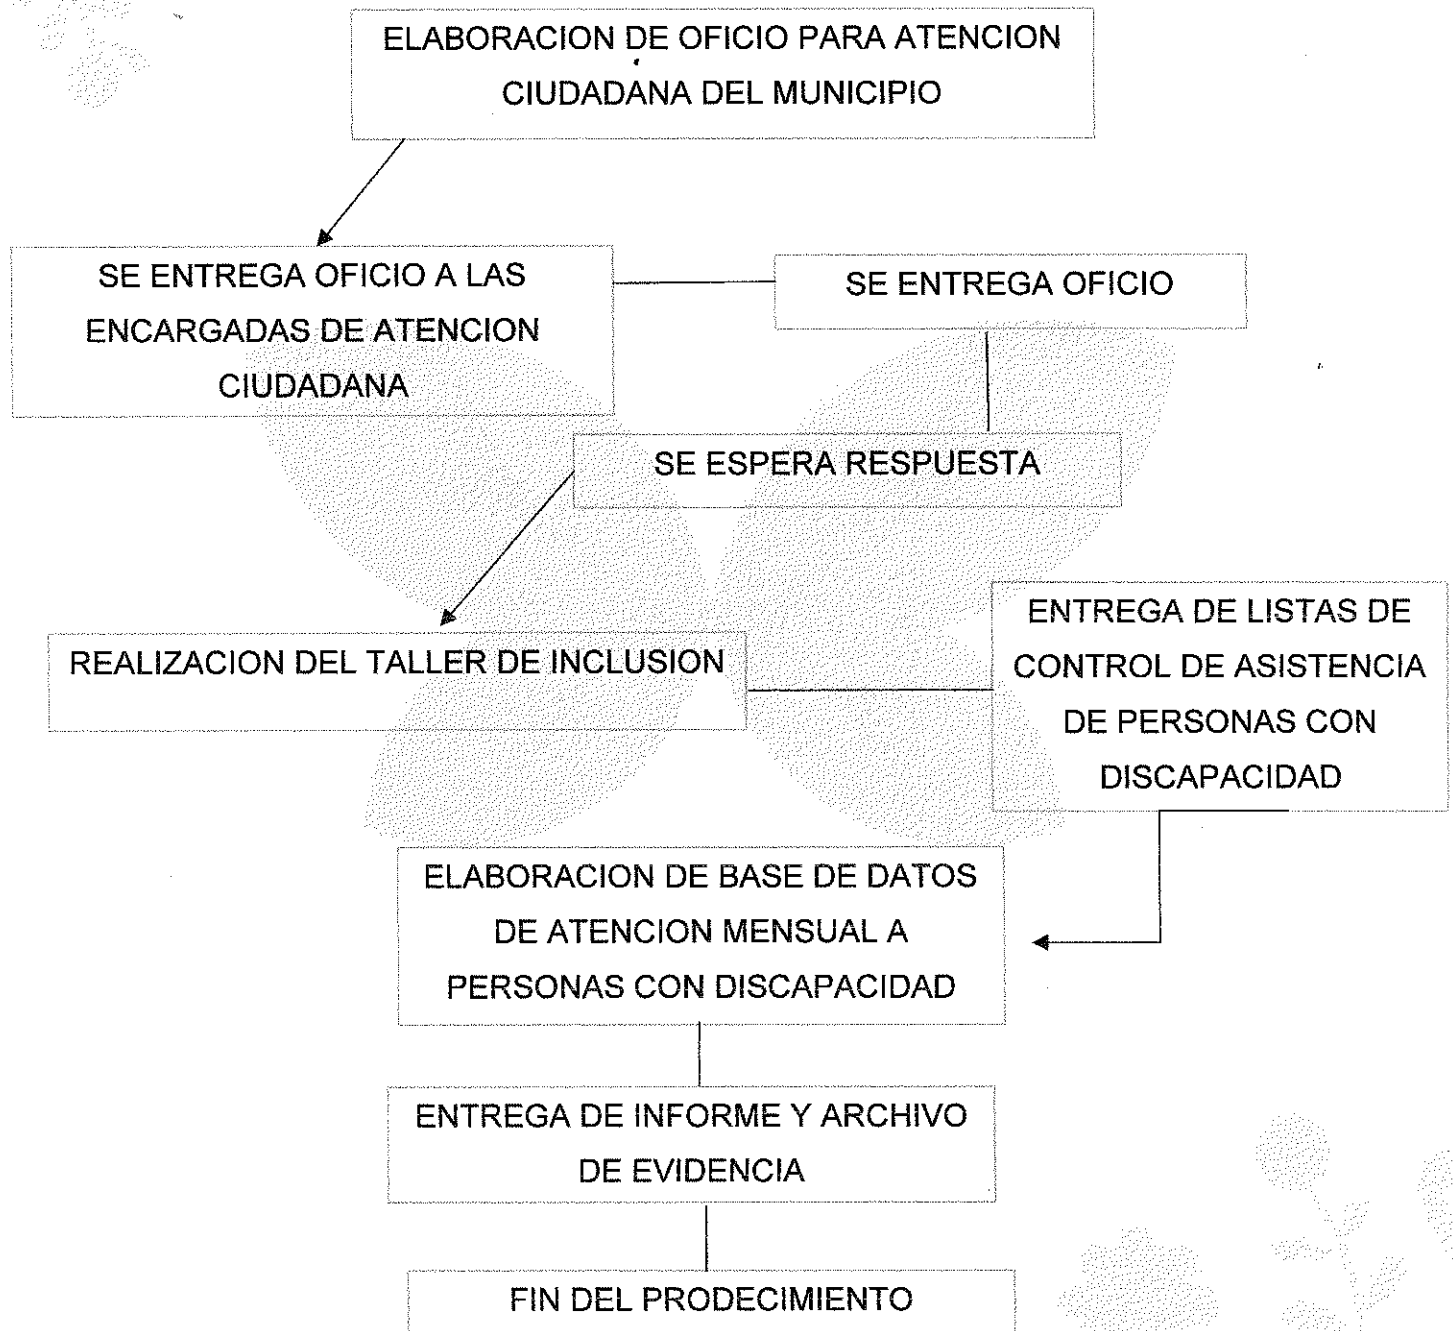 ELABORACION DE OFICIO PARA ATENCION
CIUDADANA DEL MUNICIPIO
SE ENTREGA OFICIO A LAS
ENCARGADAS DE ATENCION
CIUDADANA
SE ENTREGA OFICIO
SE ESPERA RESPUESTA
REALIZACION DEL TALLER DE INCLUSION
ENTREGA DE LISTAS DE
CONTROL DE ASISTENCIA
DE PERSONAS CON
DISCAPACIDAD
ELABORACION DE BASE DE DATOS
DE ATENCION MENSUAL A
PERSONAS CON DISCAPACIDAD
ENTREGA DE INFORME Y ARCHIVO
DE EVIDENCIA
FIN DEL PRODECIMIENTO